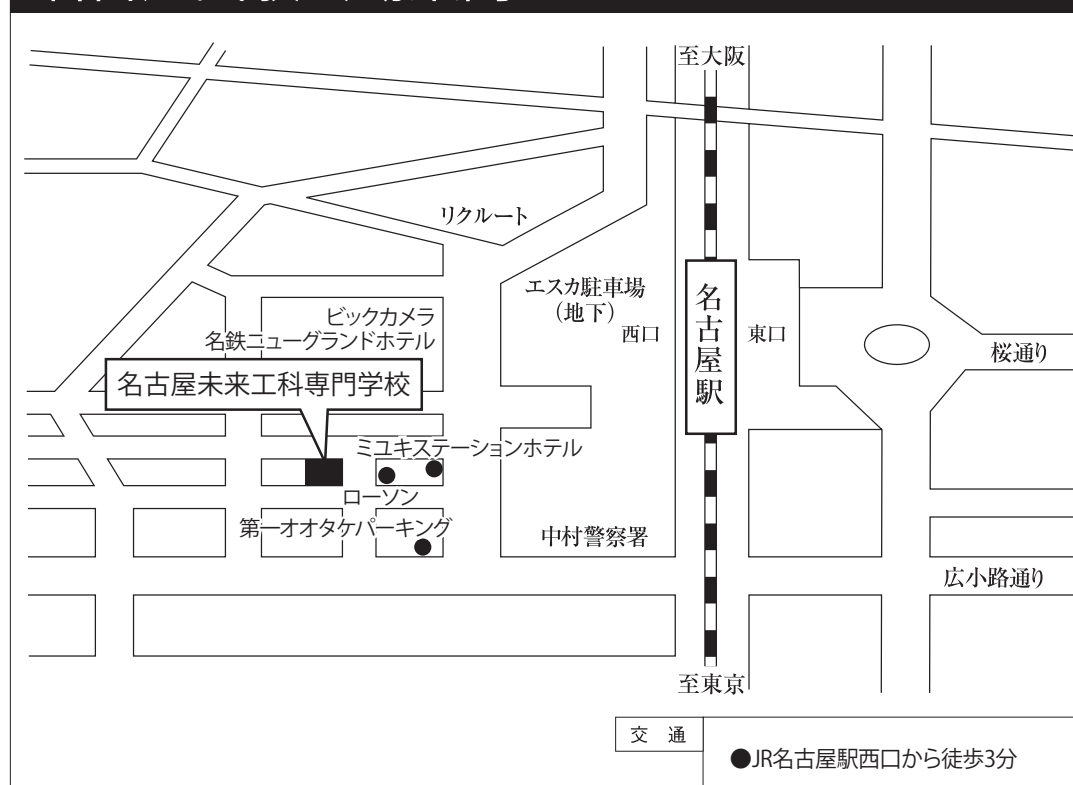 至大阪
リクルート
エスカ駐車場
（地下）
西口
名古屋駅
東口
桜通り
ビックカメラ
名鉄ニューグランドホテル
名古屋未来工科専門学校
ミユキステーションホテル
ローソン
第一オオタケパーキング
中村警察署
広小路通り
至東京
交 通
●JR名古屋駅西口から徒歩3分